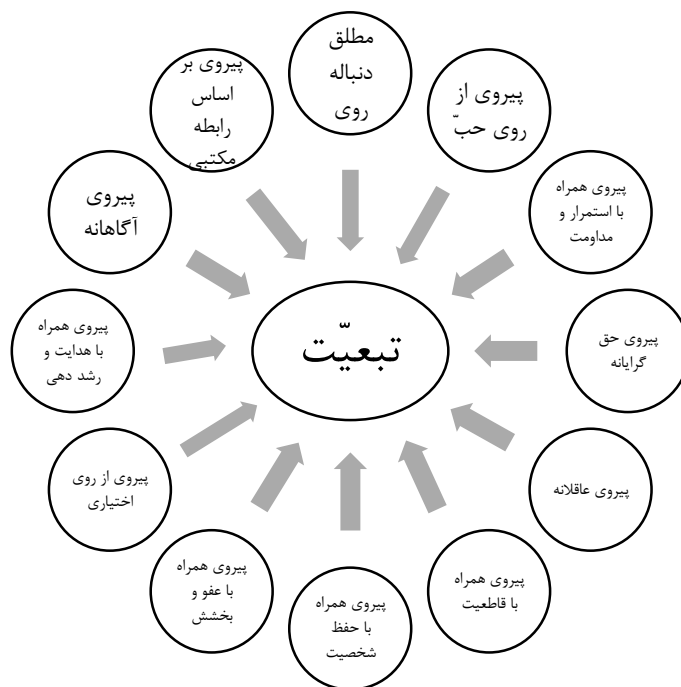 مطلق
دنباله
روی
پیروی از
روی حبّ
پیروی همراه
با استمرار و
مداومت
پیروی حق
گرایانه
پیروی عاقلانه
پیروی همراه
با قاطعیت
پیروی همراه
با حفظ
شخصیت
پیروی همراه
با عفو و
بخشش
پیروی از روی
اختیاری
پیروی همراه
با هدایت و
رشد دهی
پیروی
آگاهانه
پیروی بر
اساس
رابطه
مکتبی
تبعیّت